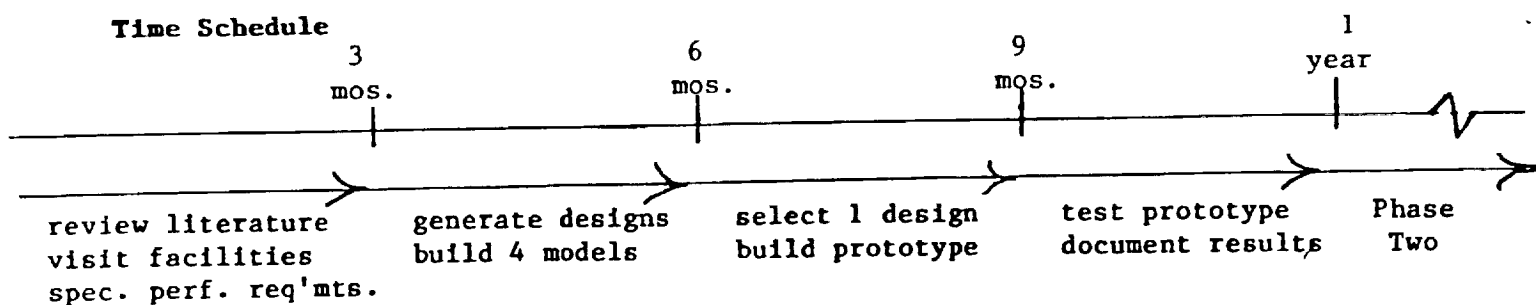 Time Schedule
3
mos.
6
mos.
9
mos.
1
year
review literature
visit facilities
spec. perf. req'mts.
generate designs
build 4 models
select 1 design
build prototype
test prototype
document results
Phase
Two